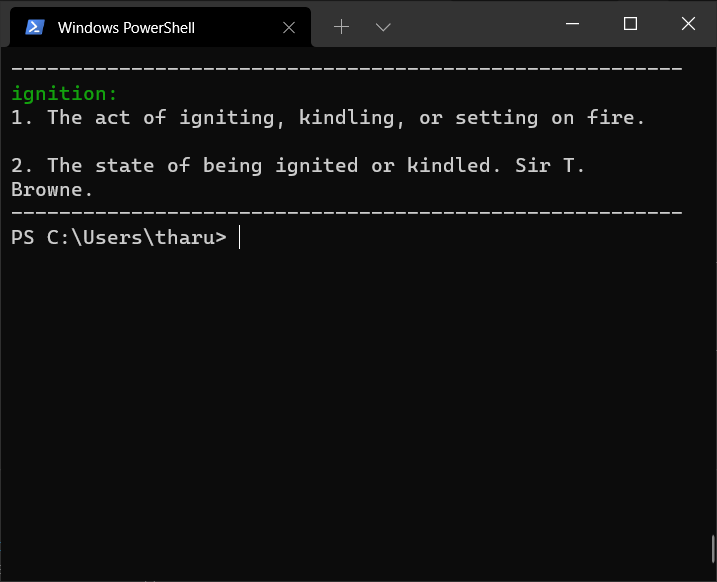 Windows PowerShell
--------------------------------------------------------
ignition:
1. The act of igniting, kindling, or setting on fire.
2. The state of being ignited or kindled. Sir T.
Browne.
--------------------------------------------------------
PS C:\Users\tharu>